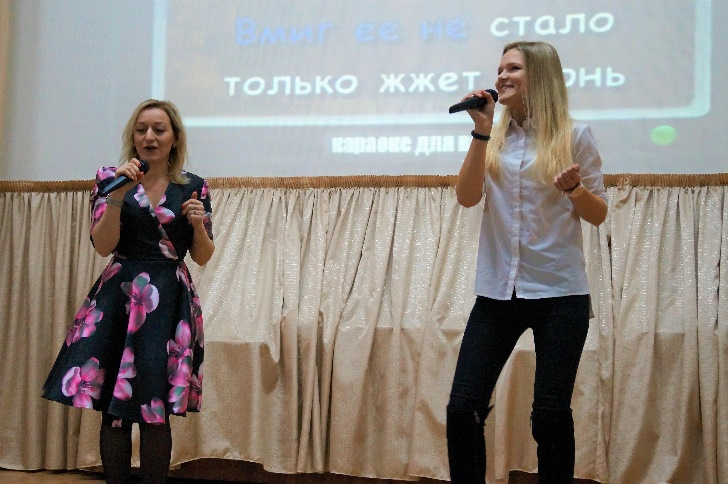 Вмиг ее не стало
только жжет
караоке для